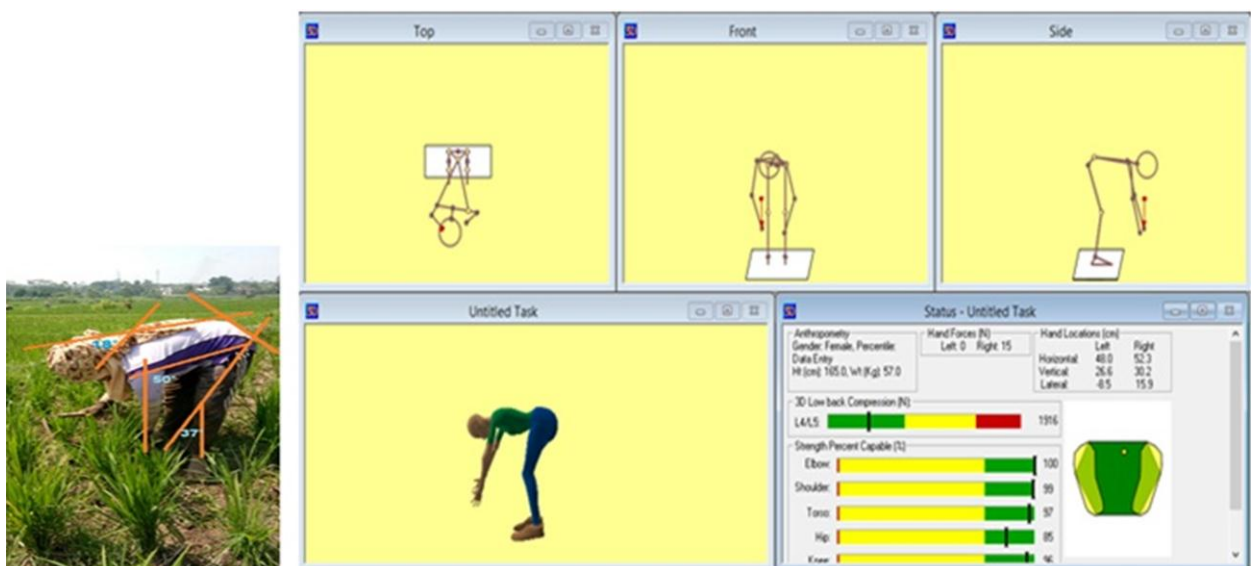 Top
Front
Side
18°
50°
37°
Untitled Task
Status - Untitled Task
Anthropometry
Gender: Female, Percentile:
Data Entry
Ht (cm) 165.0, Wt (Kg) 57.0
Hand Forces (N)
Left: 0 Right: 15
Hand Locations (cm)
Left Right
Horizontal: 48.0 52.3
Vertical: 26.6 30.2
Lateral: -8.5 15.9
3D Low back Compression (N)
L4/L5: 1916
Strength Percent Capable (%)
Elbow: 100
Shoulder: 99
Torso: 97
Hip: 85
Knee: 96